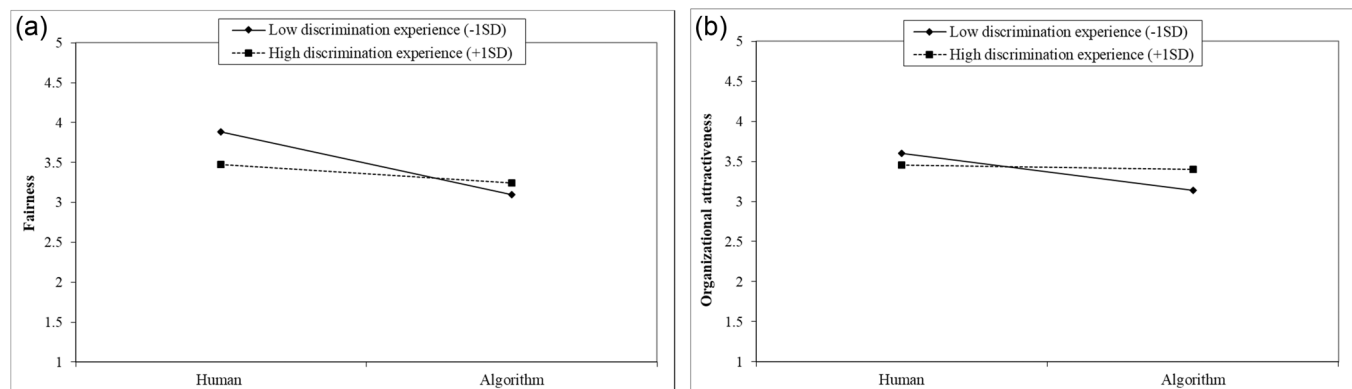 (a)
Low discrimination experience (-1SD)
High discrimination experience (+1SD)
5
4.5
4
3.5
3
2.5
2
1.5
1
Fairness
Human
Algorithm
(b)
Low discrimination experience (-1SD)
High discrimination experience (+1SD)
5
4.5
4
3.5
3
2.5
2
1.5
1
Organizational attractiveness
Human
Algorithm